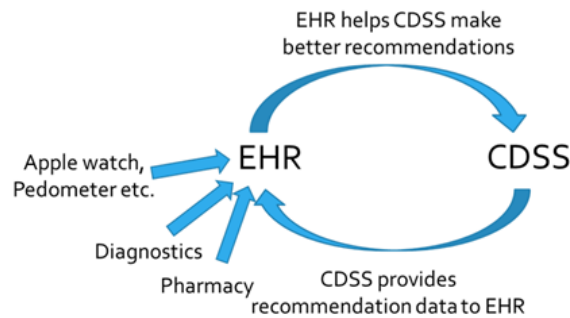 EHR helps CDSS make
better recommendations
EHR
CDSS
Apple watch,
Pedometer etc.
Diagnostics
Pharmacy
CDSS provides
recommendation data to EHR